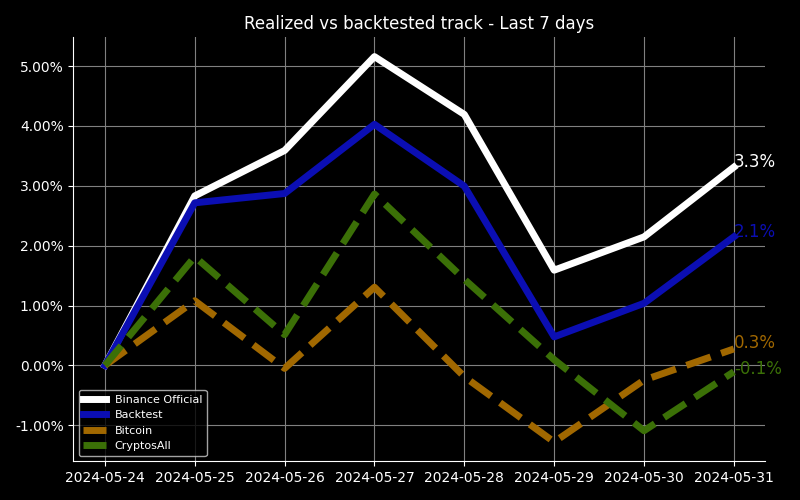 Realized vs backtested track - Last 7 days
5.00%
4.00%
3.00%
2.00%
1.00%
0.00%
-1.00%
3.3%
2.1%
0.3%
-0.1%
Binance Official
Backtest
Bitcoin
CryptosAll
2024-05-24 2024-05-25 2024-05-26 2024-05-27 2024-05-28 2024-05-29 2024-05-30 2024-05-31